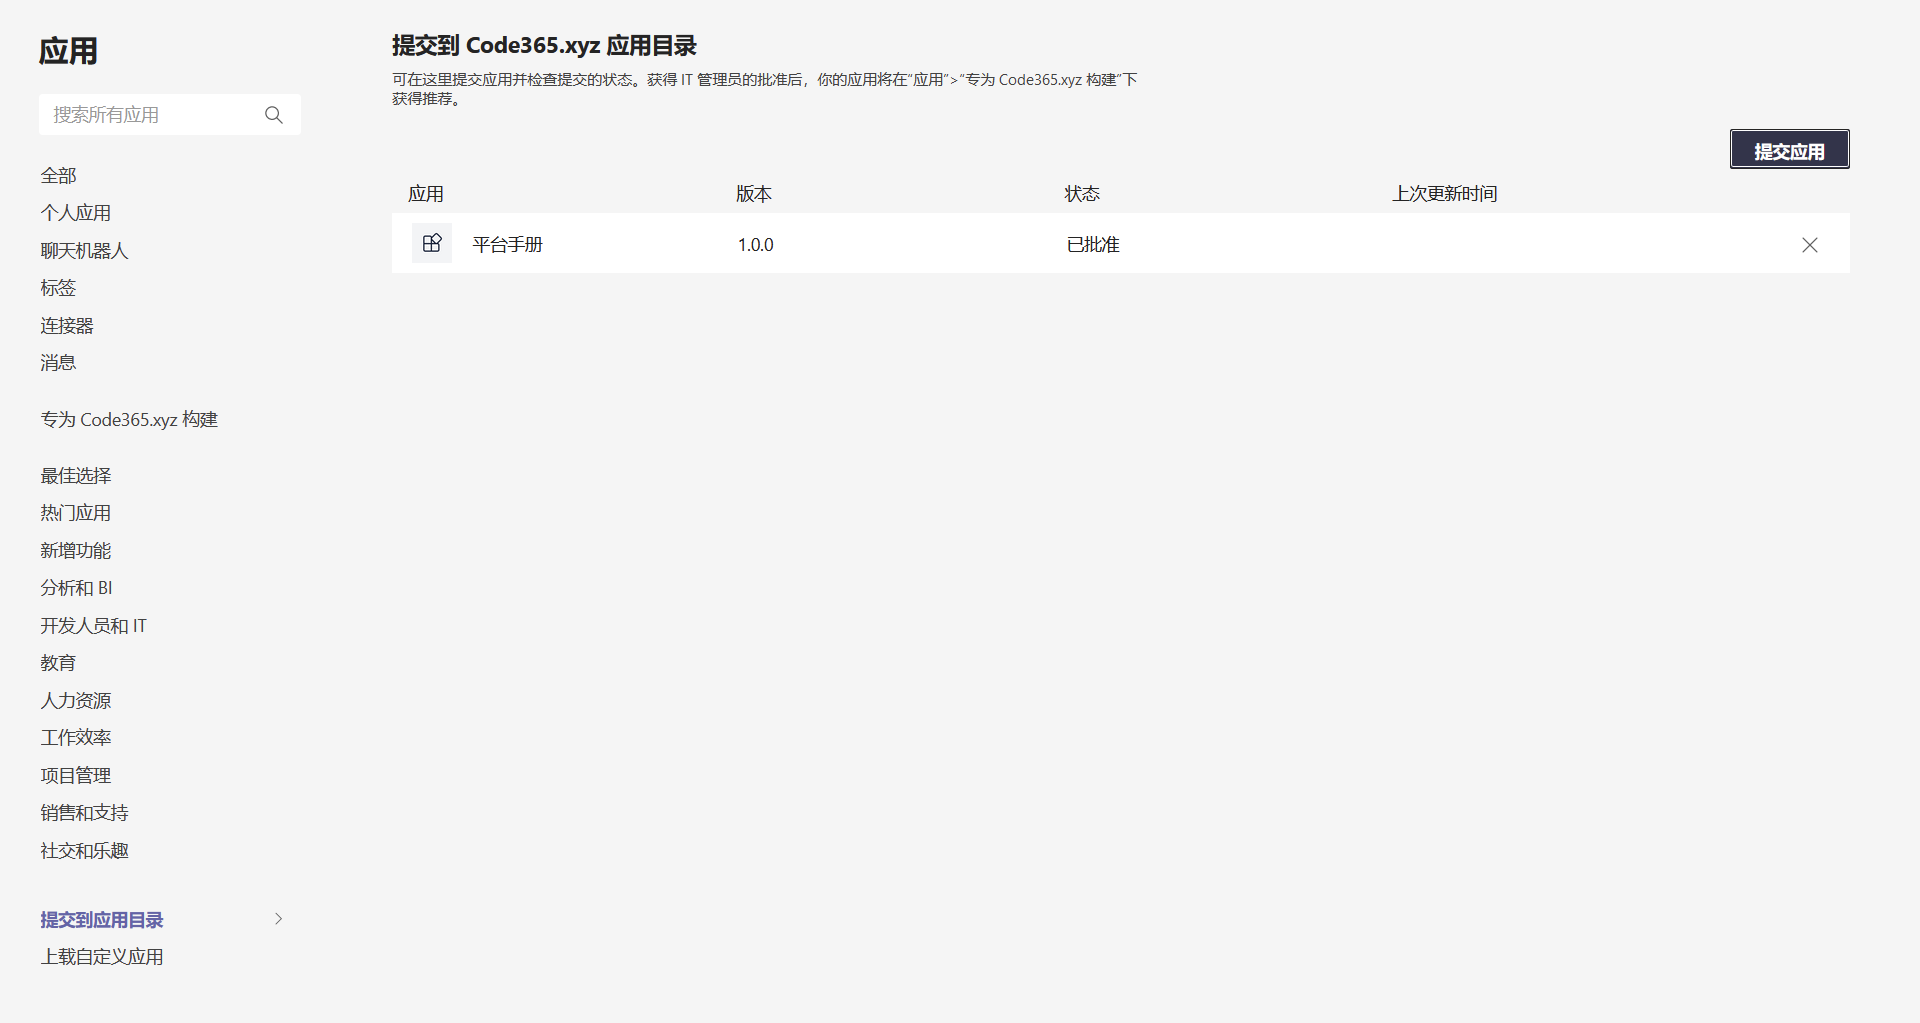 应用
搜索所有应用
全部
个人应用
聊天机器人
标签
连接器
消息
专为 Code365.xyz 构建
最佳选择
热门应用
新增功能
分析和 BI
开发人员和 IT
教育
人力资源
工作效率
项目管理
销售和支持
社交和乐趣
提交到应用目录
上载自定义应用
提交到 Code365.xyz 应用目录
可在这里提交应用并检查提交的状态。获得 IT 管理员的批准后，你的应用将在“应用”>“专为 Code365.xyz 构建”下
获得推荐。
提交应用
应用 版本 状态 上次更新时间
平台手册 1.0.0 已批准